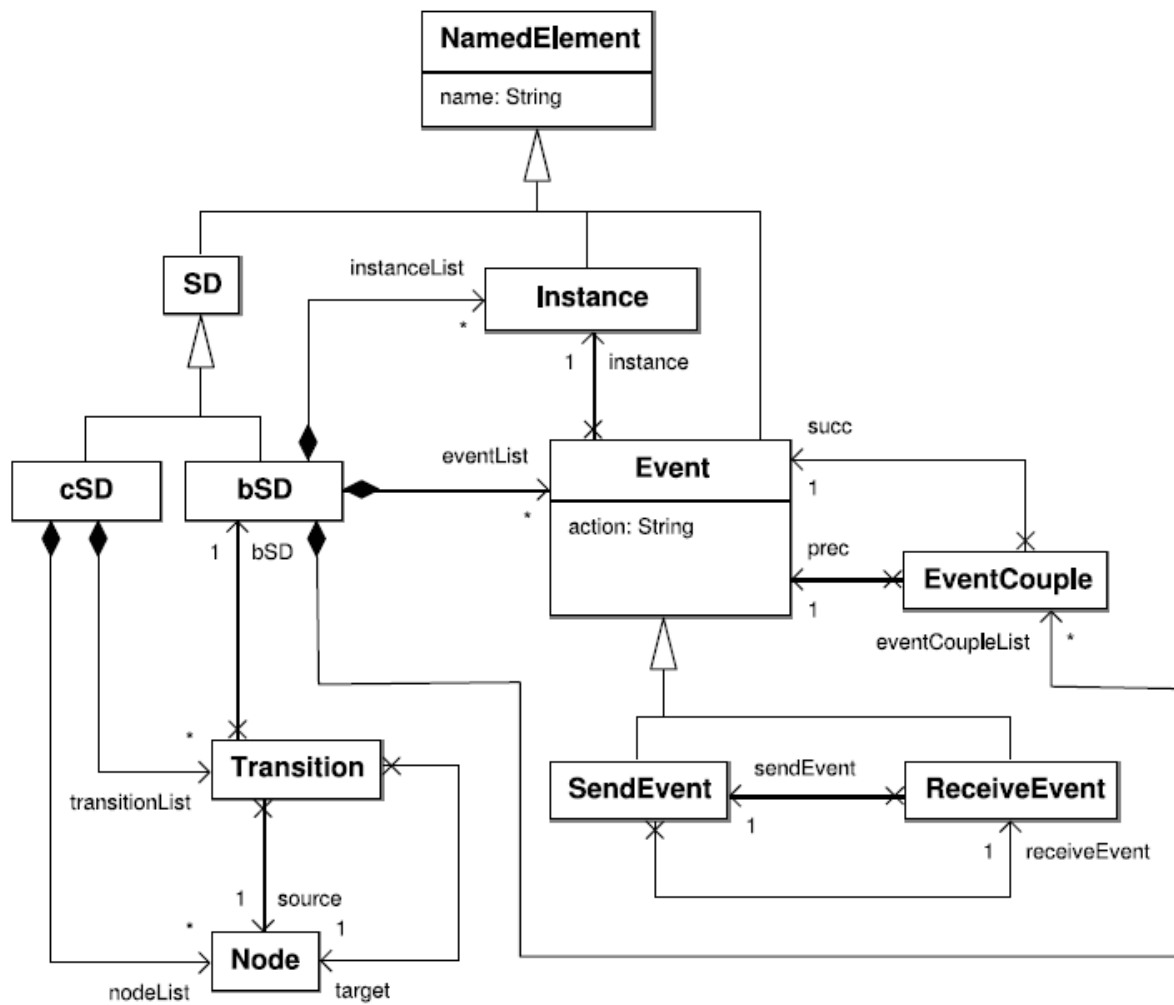 NamedElement
name: String
SD
instanceList
*
Instance
1
instance
cSD
bSD
eventList
*
Event
action: String
succ
1
prec
1
EventCouple
eventCoupleList
*
1
bSD
*
Transition
transitionList
SendEvent
sendEvent
1
ReceiveEvent
1
receiveEvent
1
source
1
*
Node
nodeList
target